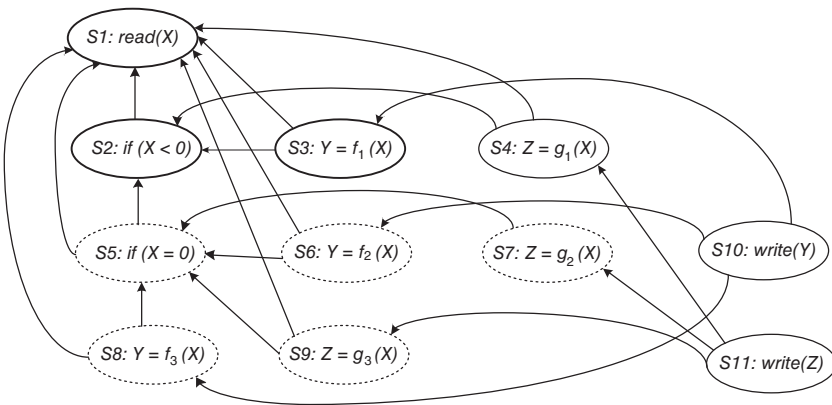 S1: read(X)
S2: if (X < 0)
S3: Y = f1 (X)
S4: Z = g1(X)
S5: if (X = 0)
S6: Y = f2 (X)
S7: Z = g2(X)
S10: write(Y)
S8: Y = f3 (X)
S9: Z = g3 (X)
S11: write(Z)